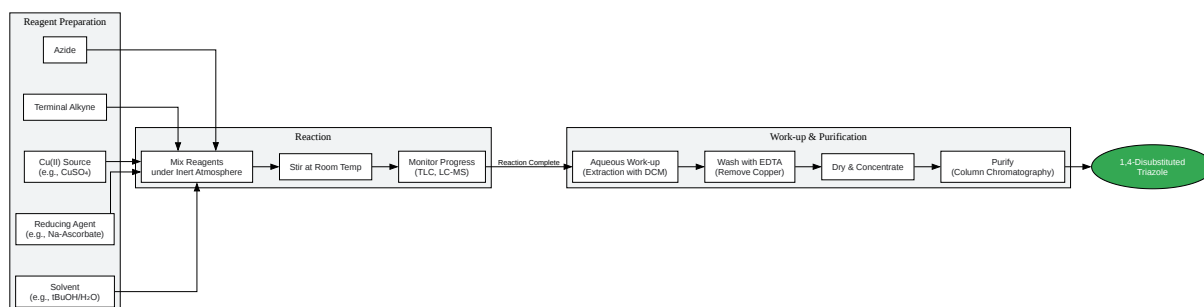 Reagent Preparation
Azide
Terminal Alkyne
Cu(II) Source
(e.g., CuSO₄)
Reducing Agent
(e.g., Na-Ascorbate)
Solvent
(e.g., tBuOH/H₂O)
Reaction
Mix Reagents
under Inert Atmosphere
Stir at Room Temp
Monitor Progress
(TLC, LC-MS)
Reaction Complete
Work-up & Purification
Aqueous Work-up
(Extraction with DCM)
Wash with EDTA
(Remove Copper)
Dry & Concentrate
Purify
(Column Chromatography)
1,4-Disubstituted
Triazole